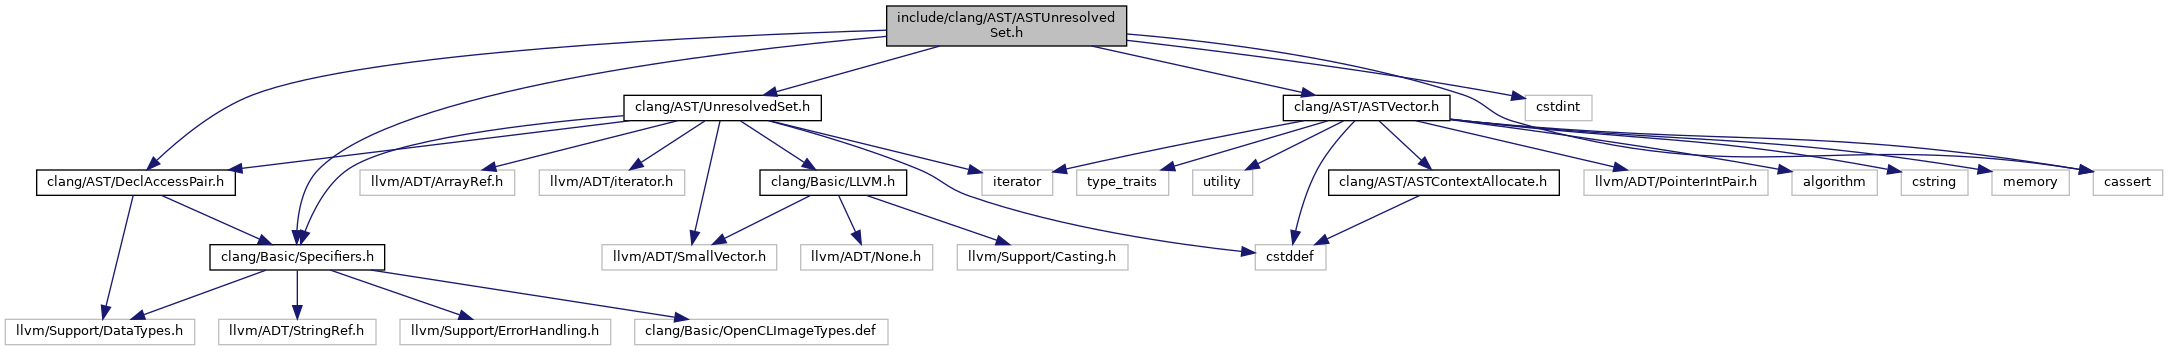 include/clang/AST/ASTUnresolved
Set.h
clang/AST/UnresolvedSet.h
clang/AST/ASTVector.h
cstdint
clang/AST/DeclAccessPair.h
llvm/ADT/ArrayRef.h
llvm/ADT/iterator.h
clang/Basic/LLVM.h
iterator
type_traits
utility
clang/AST/ASTContextAllocate.h
llvm/ADT/PointerIntPair.h
algorithm
cstring
memory
cassert
clang/Basic/Specifiers.h
llvm/ADT/SmallVector.h
llvm/ADT/None.h
llvm/Support/Casting.h
cstddef
llvm/Support/DataTypes.h
llvm/ADT/StringRef.h
llvm/Support/ErrorHandling.h
clang/Basic/OpenCLImageTypes.def